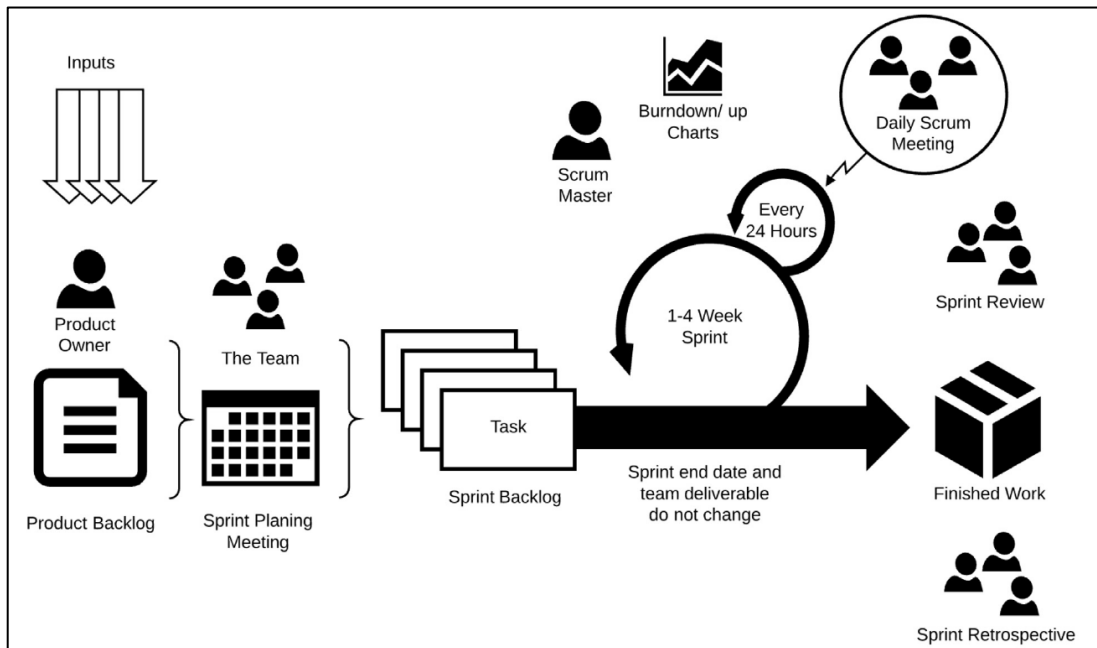 Inputs
Burndown/ up
Charts
Daily Scrum
Meeting
Scrum
Master
Every
24 Hours
Product
Owner
The Team
1-4 Week
Sprint
Sprint Review
Task
Product Backlog
Sprint Planing
Meeting
Sprint Backlog
Sprint end date and
team deliverable
do not change
Finished Work
Sprint Retrospective